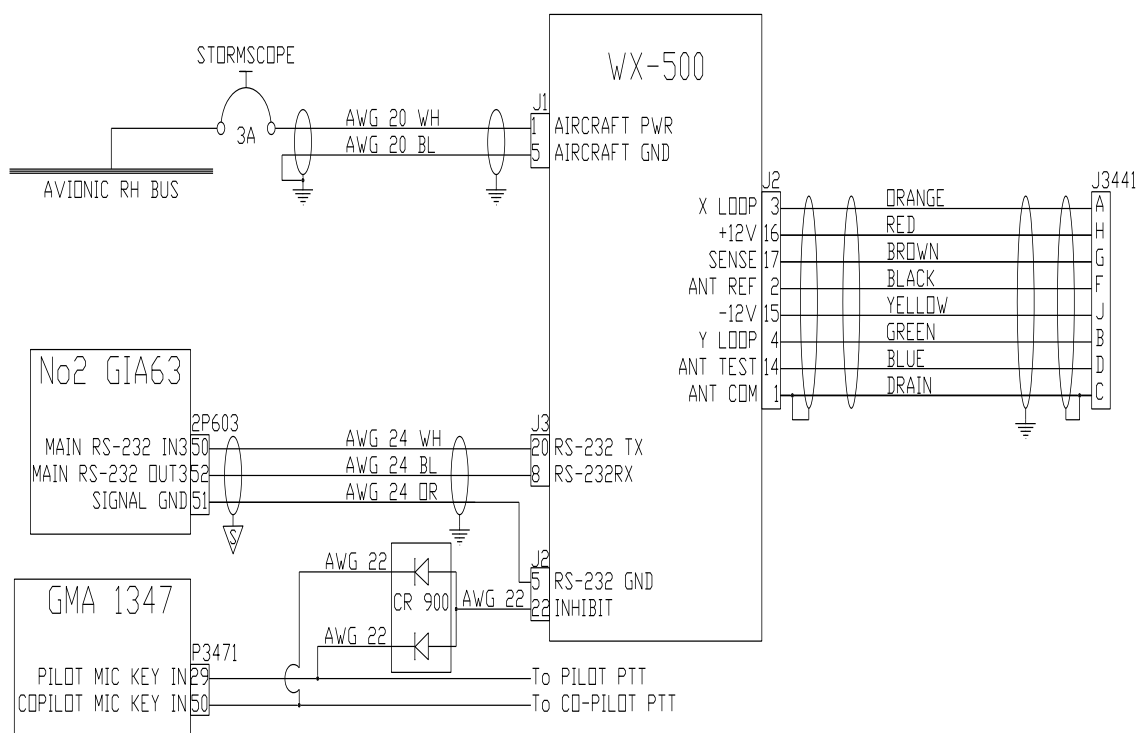 STORMSCOPE
3A
AVIONIC RH BUS
AWG 20 WH
AWG 20 BL
WX-500
J1
1 AIRCRAFT PWR
5 AIRCRAFT GND
J2
X LOOP 3
+12V 16
SENSE 17
ANT REF 2
-12V 15
Y LOOP 4
ANT TEST 14
ANT COM 1
ORANGE
RED
BROWN
BLACK
YELLOW
GREEN
BLUE
DRAIN
J3441
A
H
G
F
J
B
D
C
No2 GIA63
2P603
MAIN RS-232 IN3 50
MAIN RS-232 OUT3 52
SIGNAL GND 51
S
AWG 24 WH
AWG 24 BL
AWG 24 OR
J3
20 RS-232 TX
8 RS-232RX
J2
5 RS-232 GND
22 INHIBIT
AWG 22
CR 900
AWG 22
AWG 22
GMA 1347
P3471
PILOT MIC KEY IN 29
COPILOT MIC KEY IN 50
To PILOT PTT
To CO-PILOT PTT